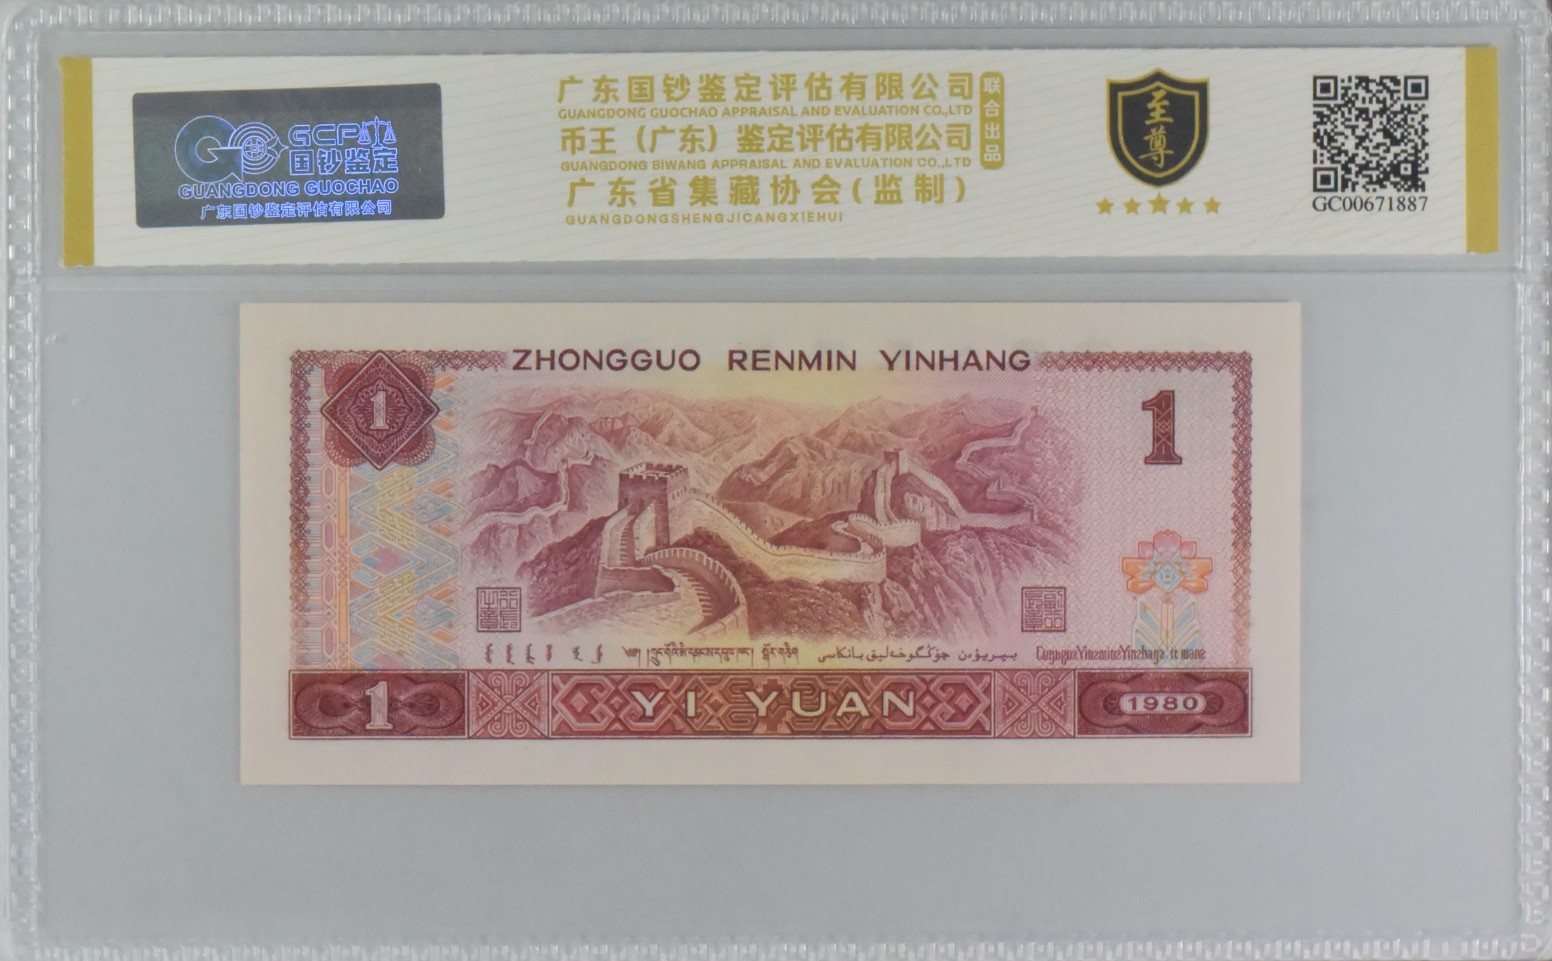 GCP
国钞鉴定
GUANGDONG GUOCHAO
广东国钞鉴定评估有限公司
广东国钞鉴定评估有限公司
GUANGDONG GUOCHAO APPRAISAL AND EVALUATION CO.,LTD
币王（广东）鉴定评估有限公司
GUANGDONG BIWANG APPRAISAL AND EVALUATION CO.,LTD
广东省集藏协会(监制)
GUANGDONGSHENGJICANGXIEHUI
联合出品
至尊
GC00671887
ZHONGGUO RENMIN YINHANG
1
1
1
YI YUAN
1980